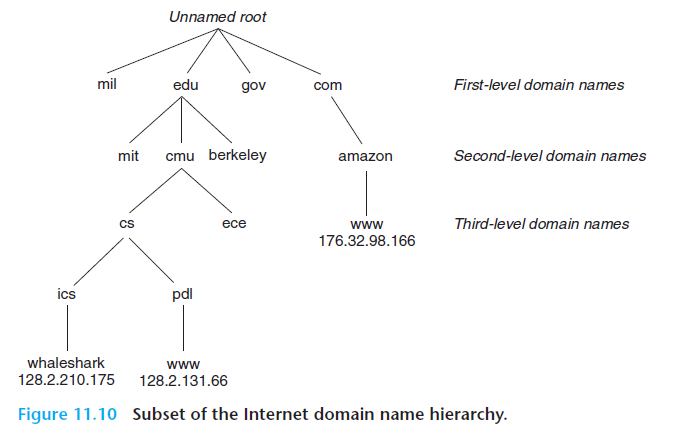 Unnamed root
mil edu gov com First-level domain names
mit cmu berkeley amazon Second-level domain names
cs ece www Third-level domain names
176.32.98.166
ics pdl
whaleshark www
128.2.210.175 128.2.131.66
Figure 11.10 Subset of the Internet domain name hierarchy.